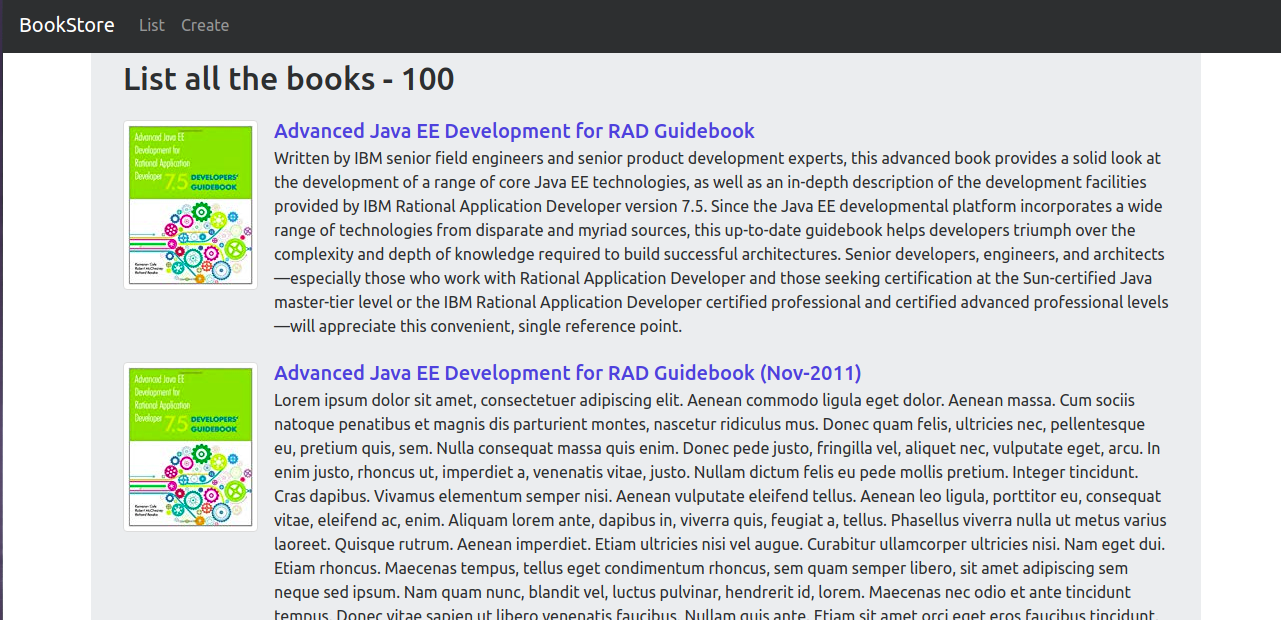 BookStore List Create
List all the books - 100
Advanced Java EE
Development for
Rational Application
Developer 7.5 DEVELOPERS'
GUIDEBOOK
Advanced Java EE Development for RAD Guidebook
Written by IBM senior field engineers and senior product development experts, this advanced book provides a solid look at
the development of a range of core Java EE technologies, as well as an in-depth description of the development facilities
provided by IBM Rational Application Developer version 7.5. Since the Java EE developmental platform incorporates a wide
range of technologies from disparate and myriad sources, this up-to-date guidebook helps developers triumph over the
complexity and depth of knowledge required to build successful architectures. Senior developers, engineers, and architects
—especially those who work with Rational Application Developer and those seeking certification at the Sun-certified Java
master-tier level or the IBM Rational Application Developer certified professional and certified advanced professional levels
—will appreciate this convenient, single reference point.
Advanced Java EE
Development for
Rational Application
Developer 7.5 DEVELOPERS'
GUIDEBOOK
Advanced Java EE Development for RAD Guidebook (Nov-2011)
Lorem ipsum dolor sit amet, consectetuer adipiscing elit. Aenean commodo ligula eget dolor. Aenean massa. Cum sociis
natoque penatibus et magnis dis parturient montes, nascetur ridiculus mus. Donec quam felis, ultricies nec, pellentesque
eu, pretium quis, sem. Nulla consequat massa quis enim. Donec pede justo, fringilla vel, aliquet nec, vulputate eget, arcu. In
enim justo, rhoncus ut, imperdiet a, venenatis vitae, justo. Nullam dictum felis eu pede mollis pretium. Integer tincidunt.
Cras dapibus. Vivamus elementum semper nisi. Aenean vulputate eleifend tellus. Aenean leo ligula, porttitor eu, consequat
vitae, eleifend ac, enim. Aliquam lorem ante, dapibus in, viverra quis, feugiat a, tellus. Phasellus viverra nulla ut metus varius
laoreet. Quisque rutrum. Aenean imperdiet. Etiam ultricies nisi vel augue. Curabitur ullamcorper ultricies nisi. Nam eget dui.
Etiam rhoncus. Maecenas tempus, tellus eget condimentum rhoncus, sem quam semper libero, sit amet adipiscing sem
neque sed ipsum. Nam quam nunc, blandit vel, luctus pulvinar, hendrerit id, lorem. Maecenas nec odio et ante tincidunt
tempus. Donec vitae sapien ut libero venenatis faucibus. Nullam quis ante. Etiam sit amet orci eget eros faucibus tincidunt.